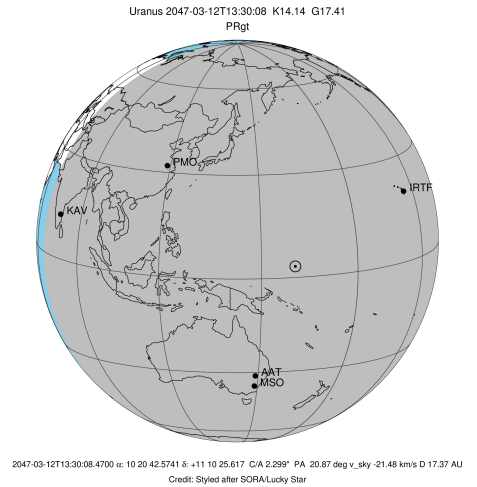 Uranus 2047-03-12T13:30:08 K14.14 G17.41
PRgt
PMO
IRTF
KAV
AAT
MSO
2047-03-12T13:30:08.4700 α: 10 20 42.5741 δ: +11 10 25.617 C/A 2.299" PA 20.87 deg v_sky -21.48 km/s D 17.37 AU
Credit: Styled after SORA/Lucky Star